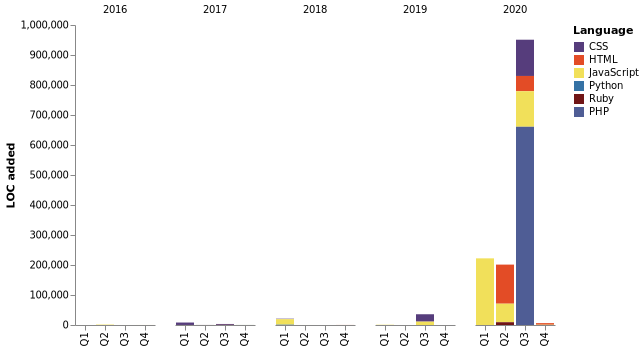 2016 2017 2018 2019 2020
1,000,000
900,000
800,000
700,000
600,000
500,000
400,000
300,000
200,000
100,000
0
LOC added
Q1 Q2 Q3 Q4 Q1 Q2 Q3 Q4 Q1 Q2 Q3 Q4 Q1 Q2 Q3 Q4 Q1 Q2 Q3 Q4
Language
CSS
HTML
JavaScript
Python
Ruby
PHP